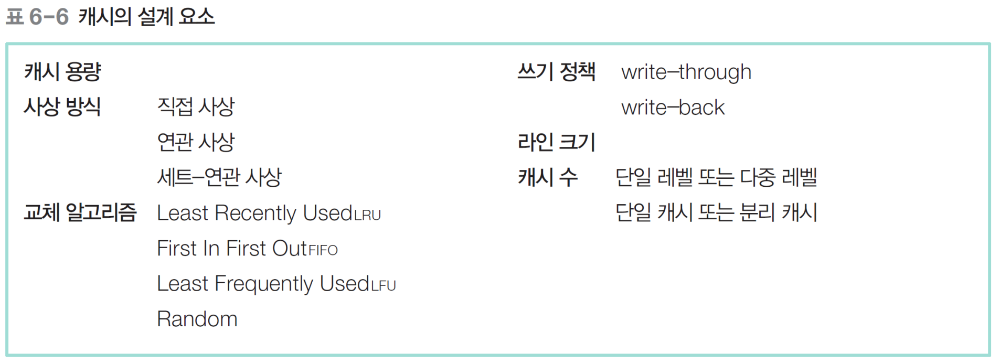 표 6-6 캐시의 설계 요소
캐시 용량
사상 방식 직접 사상
연관 사상
세트-연관 사상
교체 알고리즘 Least Recently UsedLRU
First In First OutFIFO
Least Frequently UsedLFU
Random
쓰기 정책 write-through
write-back
라인 크기
캐시 수 단일 레벨 또는 다중 레벨
단일 캐시 또는 분리 캐시